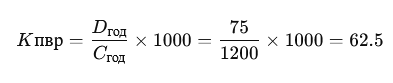 Kпвр = Dгод / Cгод × 1000 = 75 / 1200 × 1000 = 62.5